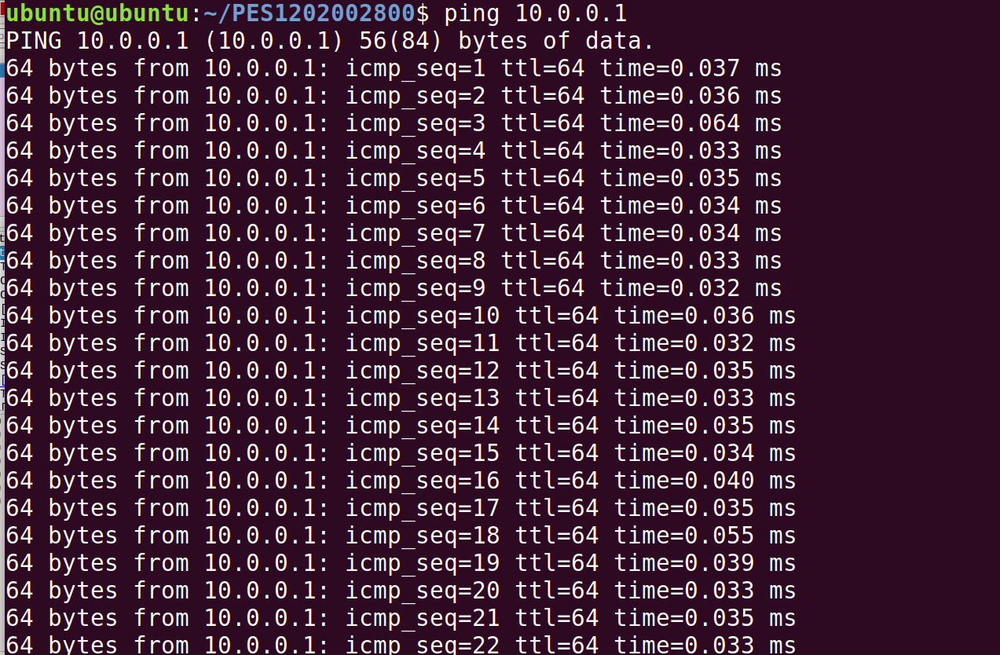 ubuntu@ubuntu:~/PES1202002800$ ping 10.0.0.1
PING 10.0.0.1 (10.0.0.1) 56(84) bytes of data.
64 bytes from 10.0.0.1: icmp_seq=1 ttl=64 time=0.037 ms
64 bytes from 10.0.0.1: icmp_seq=2 ttl=64 time=0.036 ms
64 bytes from 10.0.0.1: icmp_seq=3 ttl=64 time=0.064 ms
64 bytes from 10.0.0.1: icmp_seq=4 ttl=64 time=0.033 ms
64 bytes from 10.0.0.1: icmp_seq=5 ttl=64 time=0.035 ms
64 bytes from 10.0.0.1: icmp_seq=6 ttl=64 time=0.034 ms
64 bytes from 10.0.0.1: icmp_seq=7 ttl=64 time=0.034 ms
64 bytes from 10.0.0.1: icmp_seq=8 ttl=64 time=0.033 ms
64 bytes from 10.0.0.1: icmp_seq=9 ttl=64 time=0.032 ms
64 bytes from 10.0.0.1: icmp_seq=10 ttl=64 time=0.036 ms
64 bytes from 10.0.0.1: icmp_seq=11 ttl=64 time=0.032 ms
64 bytes from 10.0.0.1: icmp_seq=12 ttl=64 time=0.035 ms
64 bytes from 10.0.0.1: icmp_seq=13 ttl=64 time=0.033 ms
64 bytes from 10.0.0.1: icmp_seq=14 ttl=64 time=0.035 ms
64 bytes from 10.0.0.1: icmp_seq=15 ttl=64 time=0.034 ms
64 bytes from 10.0.0.1: icmp_seq=16 ttl=64 time=0.040 ms
64 bytes from 10.0.0.1: icmp_seq=17 ttl=64 time=0.035 ms
64 bytes from 10.0.0.1: icmp_seq=18 ttl=64 time=0.055 ms
64 bytes from 10.0.0.1: icmp_seq=19 ttl=64 time=0.039 ms
64 bytes from 10.0.0.1: icmp_seq=20 ttl=64 time=0.033 ms
64 bytes from 10.0.0.1: icmp_seq=21 ttl=64 time=0.035 ms
64 bytes from 10.0.0.1: icmp_seq=22 ttl=64 time=0.033 ms